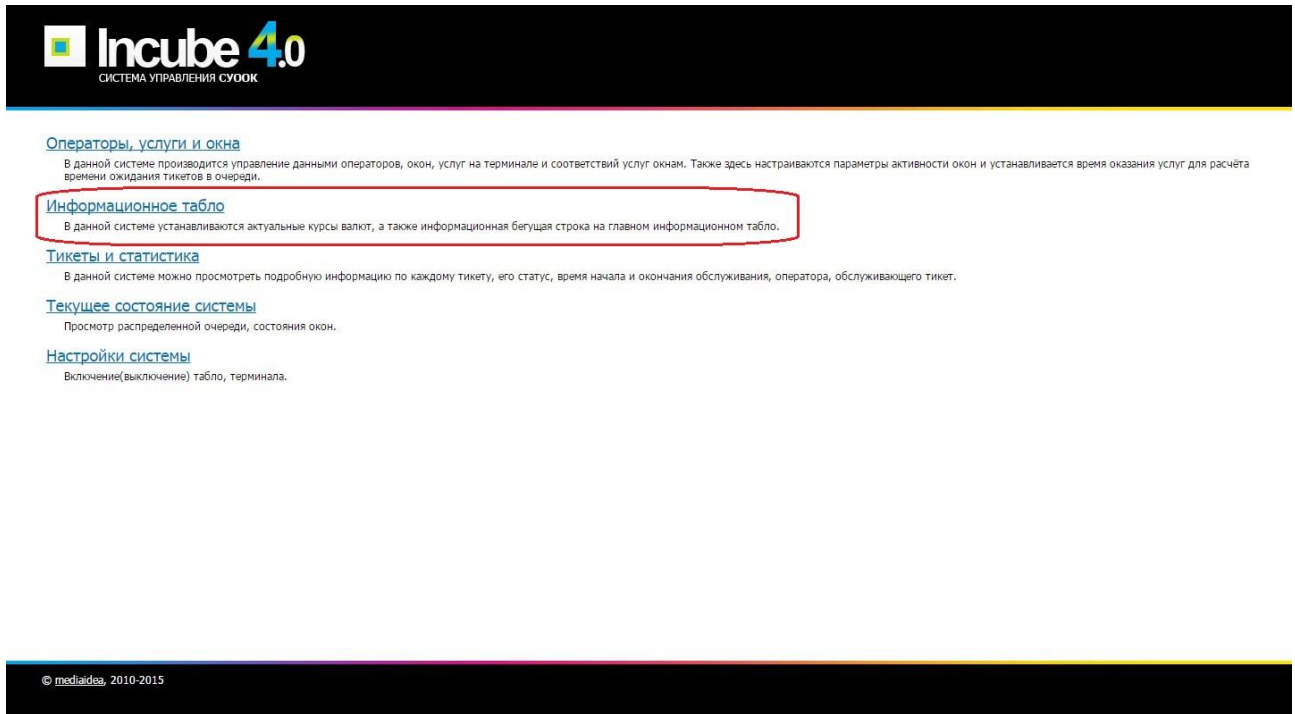 Incube 4.0
СИСТЕМА УПРАВЛЕНИЯ СУООК
Операторы, услуги и окна
В данной системе производится управление данными операторов, окон, услуг на терминале и соответствий услуг окнам. Также здесь настраиваются параметры активности окон и устанавливается время оказания услуг для расчёта
времени ожидания тикетов в очереди.
Информационное табло
В данной системе устанавливаются актуальные курсы валют, а также информационная бегущая строка на главном информационном табло.
Тикеты и статистика
В данной системе можно просмотреть подробную информацию по каждому тикету, его статус, время начала и окончания обслуживания, оператора, обслуживающего тикет.
Текущее состояние системы
Просмотр распределенной очереди, состояния окон.
Настройки системы
Включение(выключение) табло, терминала.
© mediaidea, 2010-2015